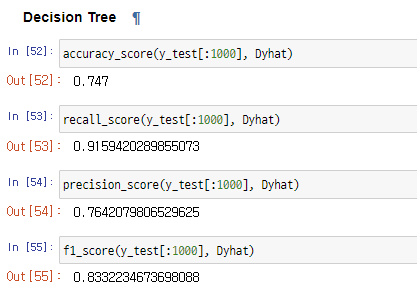 Decision Tree ¶
In [52]: accuracy_score(y_test[:1000], Dyhat)
Out[52]: 0.747
In [53]: recall_score(y_test[:1000], Dyhat)
Out[53]: 0.9159420289855073
In [54]: precision_score(y_test[:1000], Dyhat)
Out[54]: 0.7642079806529625
In [55]: f1_score(y_test[:1000], Dyhat)
Out[55]: 0.8332234673698088